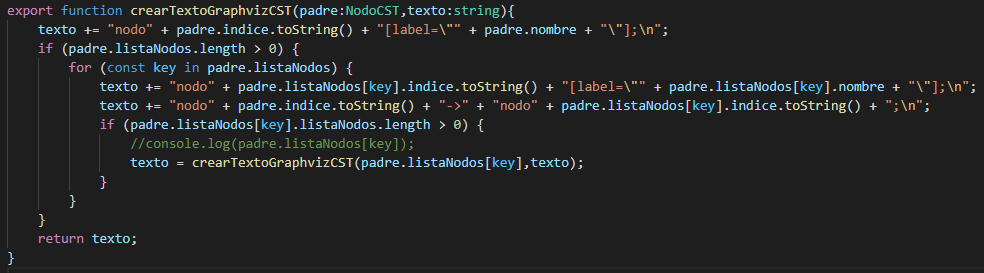 export function crearTextoGraphvizCST(padre:NodoCST,texto:string){
    texto += "nodo" + padre.indice.toString() + "[label=\"" + padre.nombre + "\"];\n";
    if (padre.listaNodos.length > 0) {
        for (const key in padre.listaNodos) {
            texto += "nodo" + padre.listaNodos[key].indice.toString() + "[label=\"" + padre.listaNodos[key].nombre + "\"];\n";
            texto += "nodo" + padre.indice.toString() + "->" + "nodo" + padre.listaNodos[key].indice.toString() + ";\n";
            if (padre.listaNodos[key].listaNodos.length > 0) {
                //console.log(padre.listaNodos[key]);
                texto = crearTextoGraphvizCST(padre.listaNodos[key],texto);
            }
        }
    }
    return texto;
}